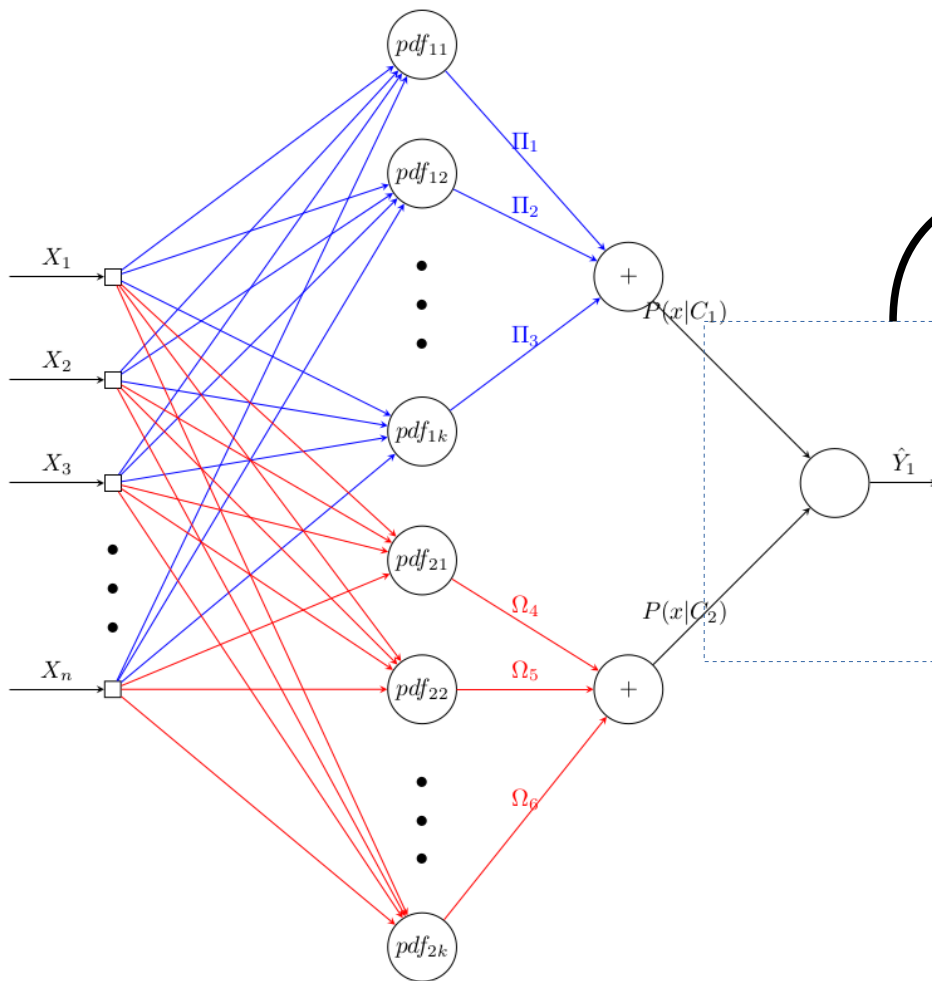 pdf₁₁
Π₁
pdf₁₂
Π₂
X₁
+
P(x|C₁)
Π₃
X₂
pdf₁ₖ
X₃
Ŷ₁
pdf₂₁
Ω₄
P(x|C₂)
Xₙ
Ω₅
pdf₂₂
+
Ω₆
pdf₂ₖ